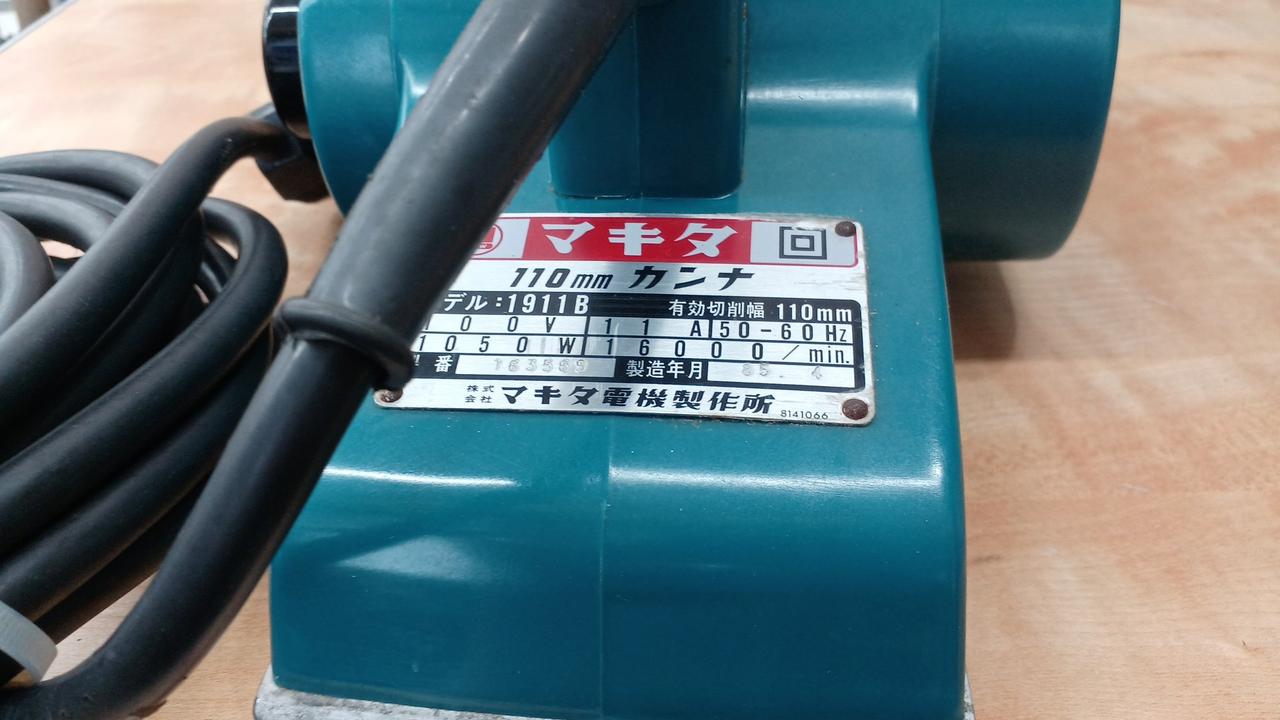 マキタ
110mm カンナ
デル:1911B 有効切削幅 110mm
100V 11A 50-60Hz
1050W 16000/min.
番 163569 製造年月 85.4
株式会社 マキタ電機製作所
8141066